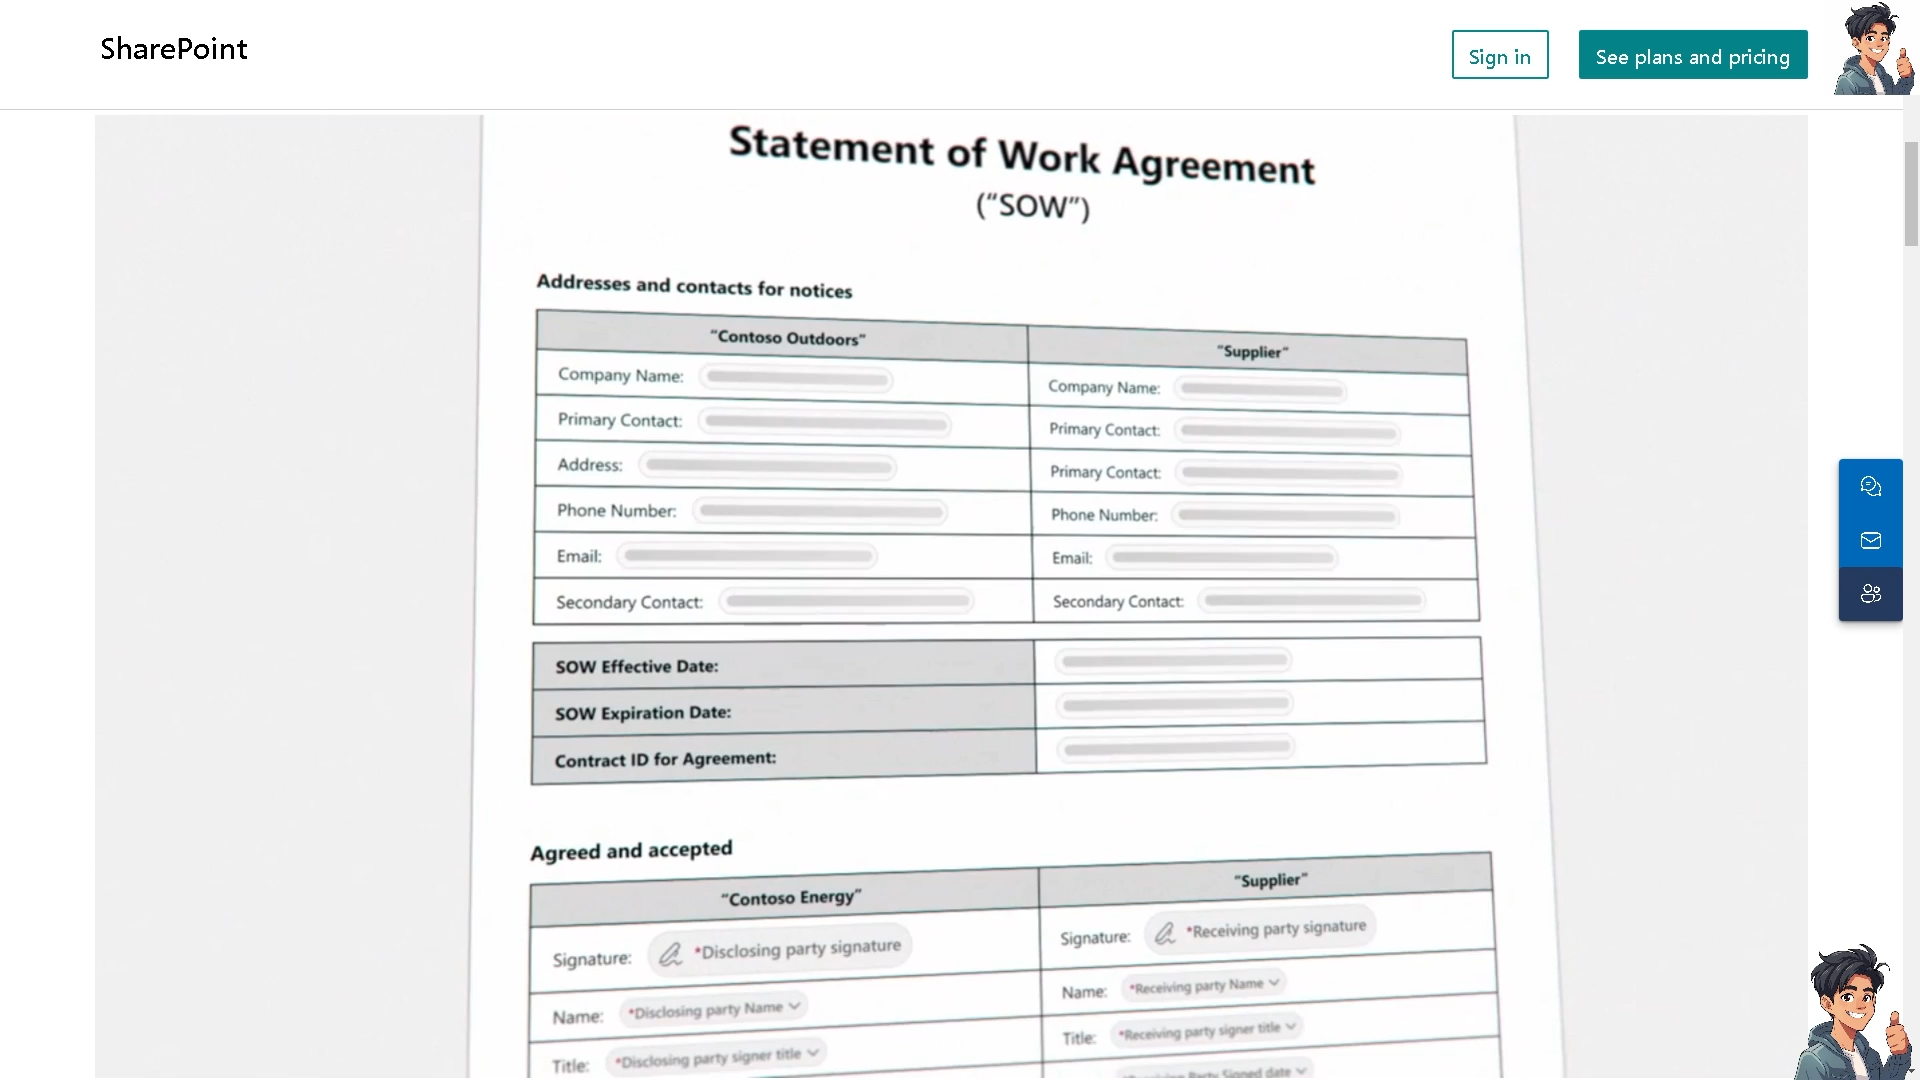 SharePoint
Sign in
See plans and pricing
Statement of Work Agreement
(“SOW”)
Addresses and contacts for notices
“Contoso Outdoors”
“Supplier”
Company Name:
Company Name:
Primary Contact:
Primary Contact:
Address:
Primary Contact:
Phone Number:
Phone Number:
Email:
Email:
Secondary Contact:
Secondary Contact:
SOW Effective Date:
SOW Expiration Date:
Contract ID for Agreement:
Agreed and accepted
“Contoso Energy”
“Supplier”
Signature: *Disclosing party signature
Signature: *Receiving party signature
Name: *Disclosing party Name
Name: *Receiving party Name
Title: *Disclosing party signer title
Title: *Receiving party signer title
Party Signed date